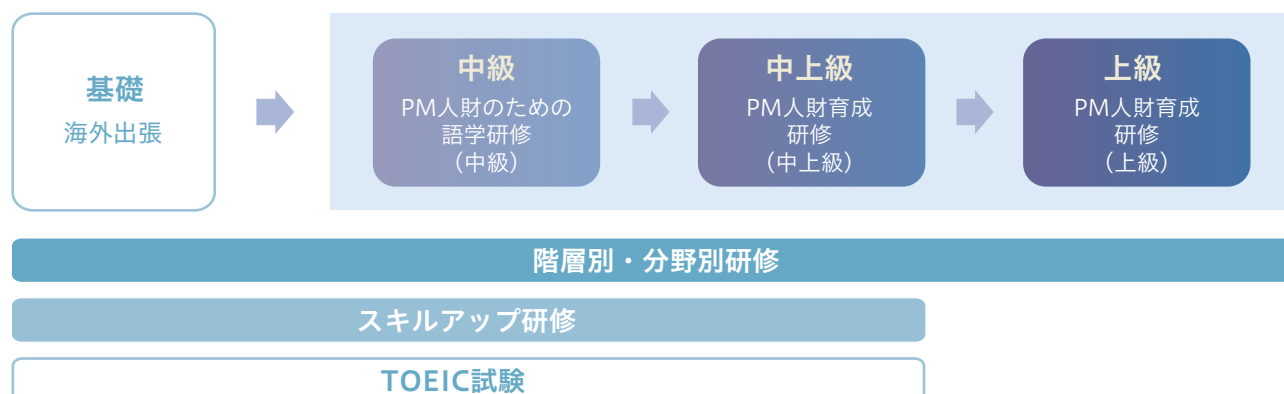 基礎
海外出張
中級
PM人財のための
語学研修
（中級）
中上級
PM人財育成
研修
（中上級）
上級
PM人財育成
研修
（上級）
階層別・分野別研修
スキルアップ研修
TOEIC試験